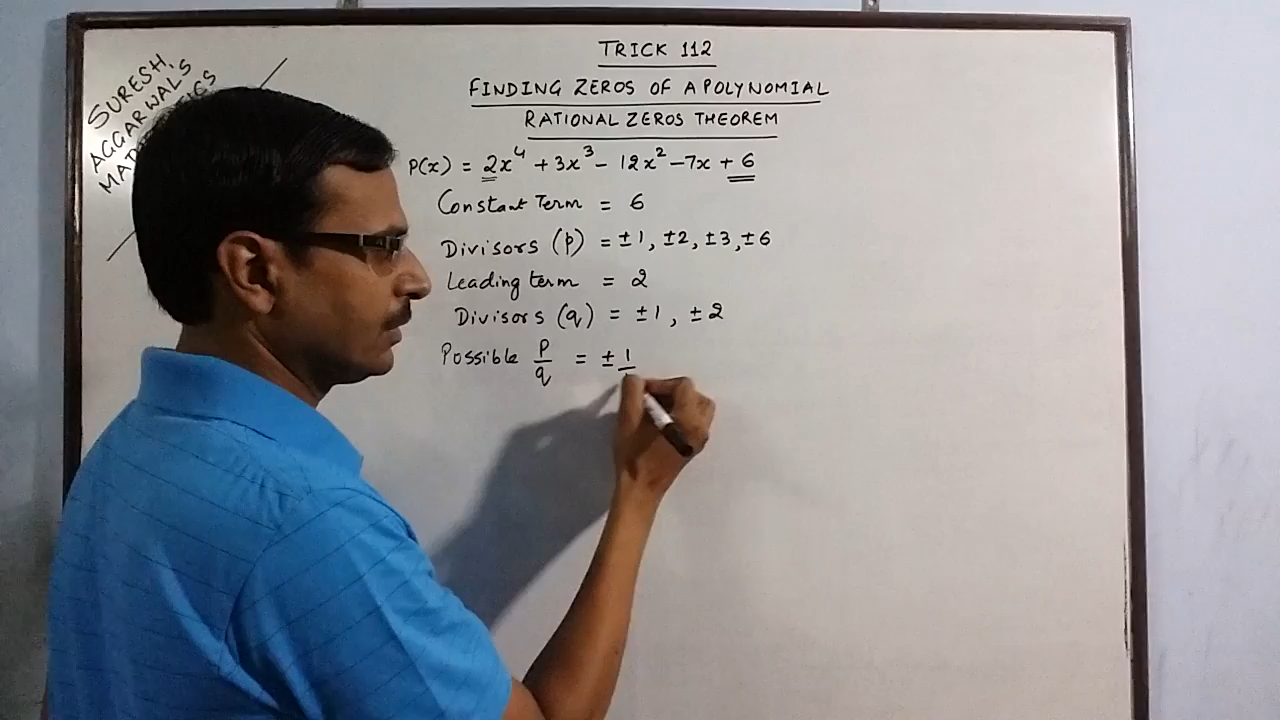 SURESH
AGGARWAL'S
TRICK 112
FINDING ZEROS OF A POLYNOMIAL
RATIONAL ZEROS THEOREM
P(x) = 2x⁴ + 3x³ - 12x² - 7x + 6
Constant Term = 6
Divisors (p) = ±1, ±2, ±3, ±6
Leading term = 2
Divisors (q) = ±1, ±2
Possible p/q = ± 1/